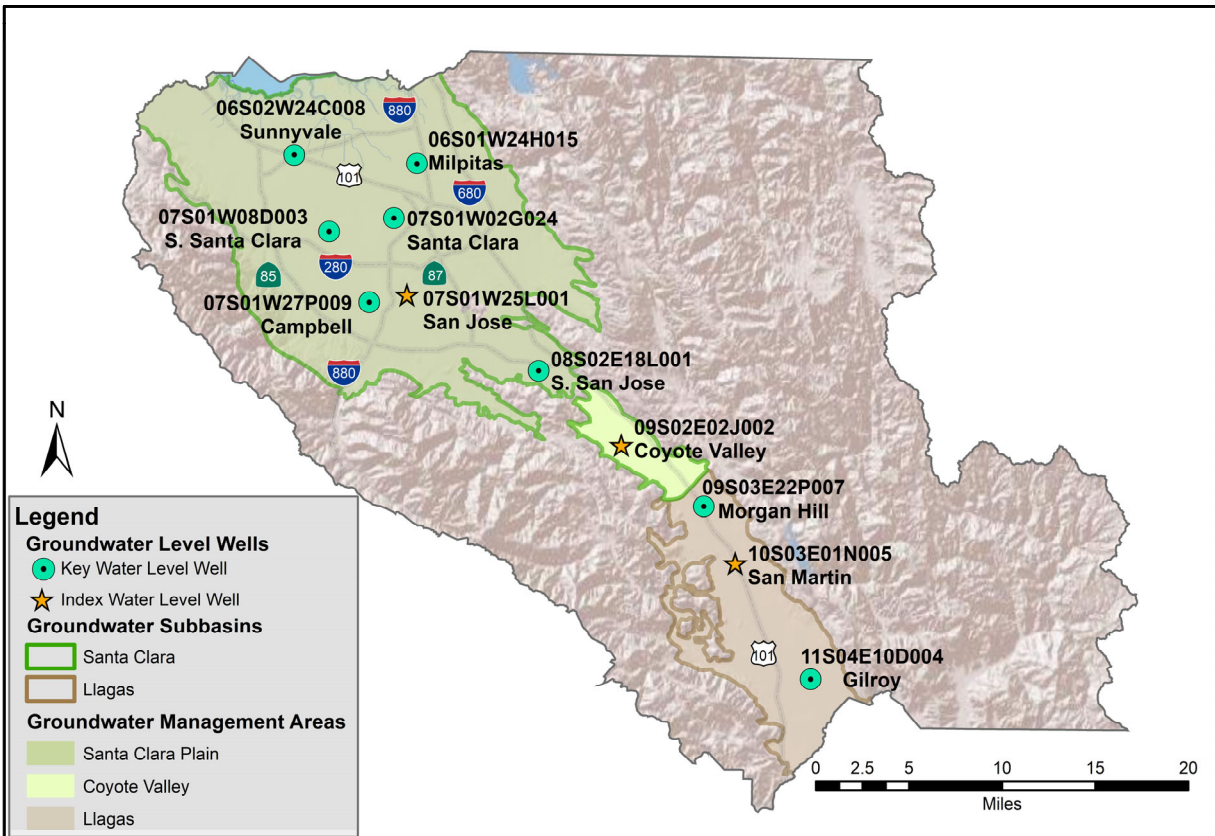 880
06S02W24C008
Sunnyvale
06S01W24H015
Milpitas
101
680
07S01W08D003
S. Santa Clara
07S01W02G024
Santa Clara
280
85
87
07S01W27P009
Campbell
07S01W25L001
San Jose
880
08S02E18L001
S. San Jose
N
09S02E02J002
Coyote Valley
09S03E22P007
Morgan Hill
10S03E01N005
San Martin
101
11S04E10D004
Gilroy
Legend
Groundwater Level Wells
Key Water Level Well
Index Water Level Well
Groundwater Subbasins
Santa Clara
Llagas
Groundwater Management Areas
Santa Clara Plain
Coyote Valley
Llagas
0 2.5 5 10 15 20
Miles